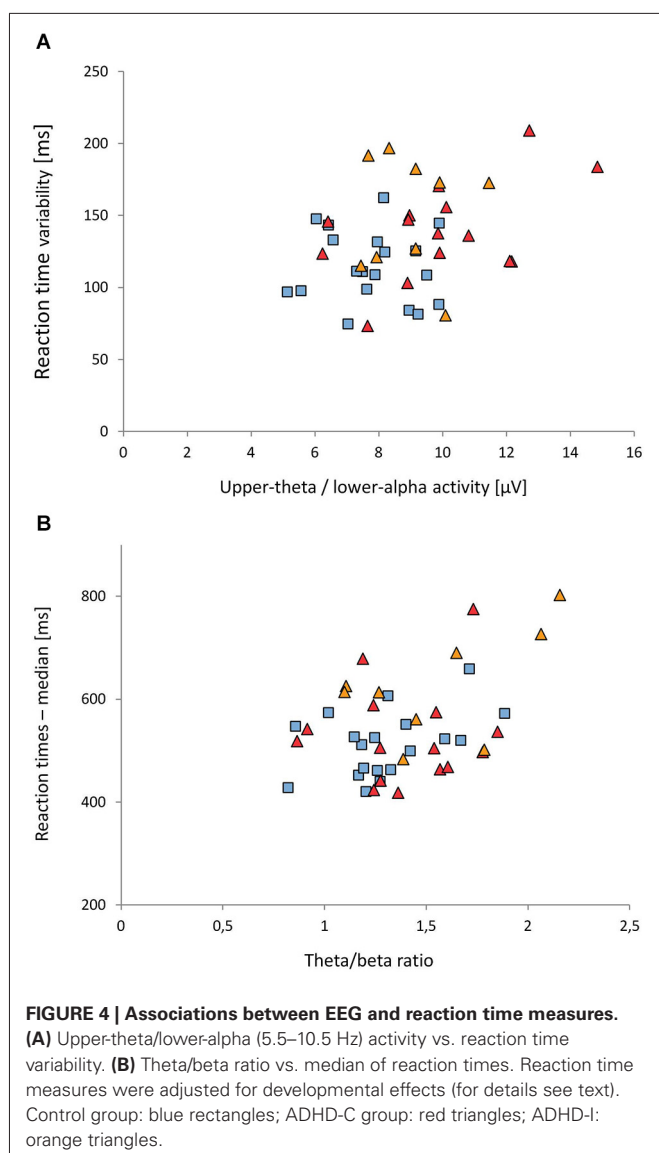 A
250
200
150
100
50
0
Reaction time variability [ms]
0 2 4 6 8 10 12 14 16
Upper-theta / lower-alpha activity [µV]
B
800
600
400
200
Reaction times – median [ms]
0 0,5 1 1,5 2 2,5
Theta/beta ratio
FIGURE 4 | Associations between EEG and reaction time measures.
(A) Upper-theta/lower-alpha (5.5–10.5 Hz) activity vs. reaction time
variability. (B) Theta/beta ratio vs. median of reaction times. Reaction time
measures were adjusted for developmental effects (for details see text).
Control group: blue rectangles; ADHD-C group: red triangles; ADHD-I:
orange triangles.